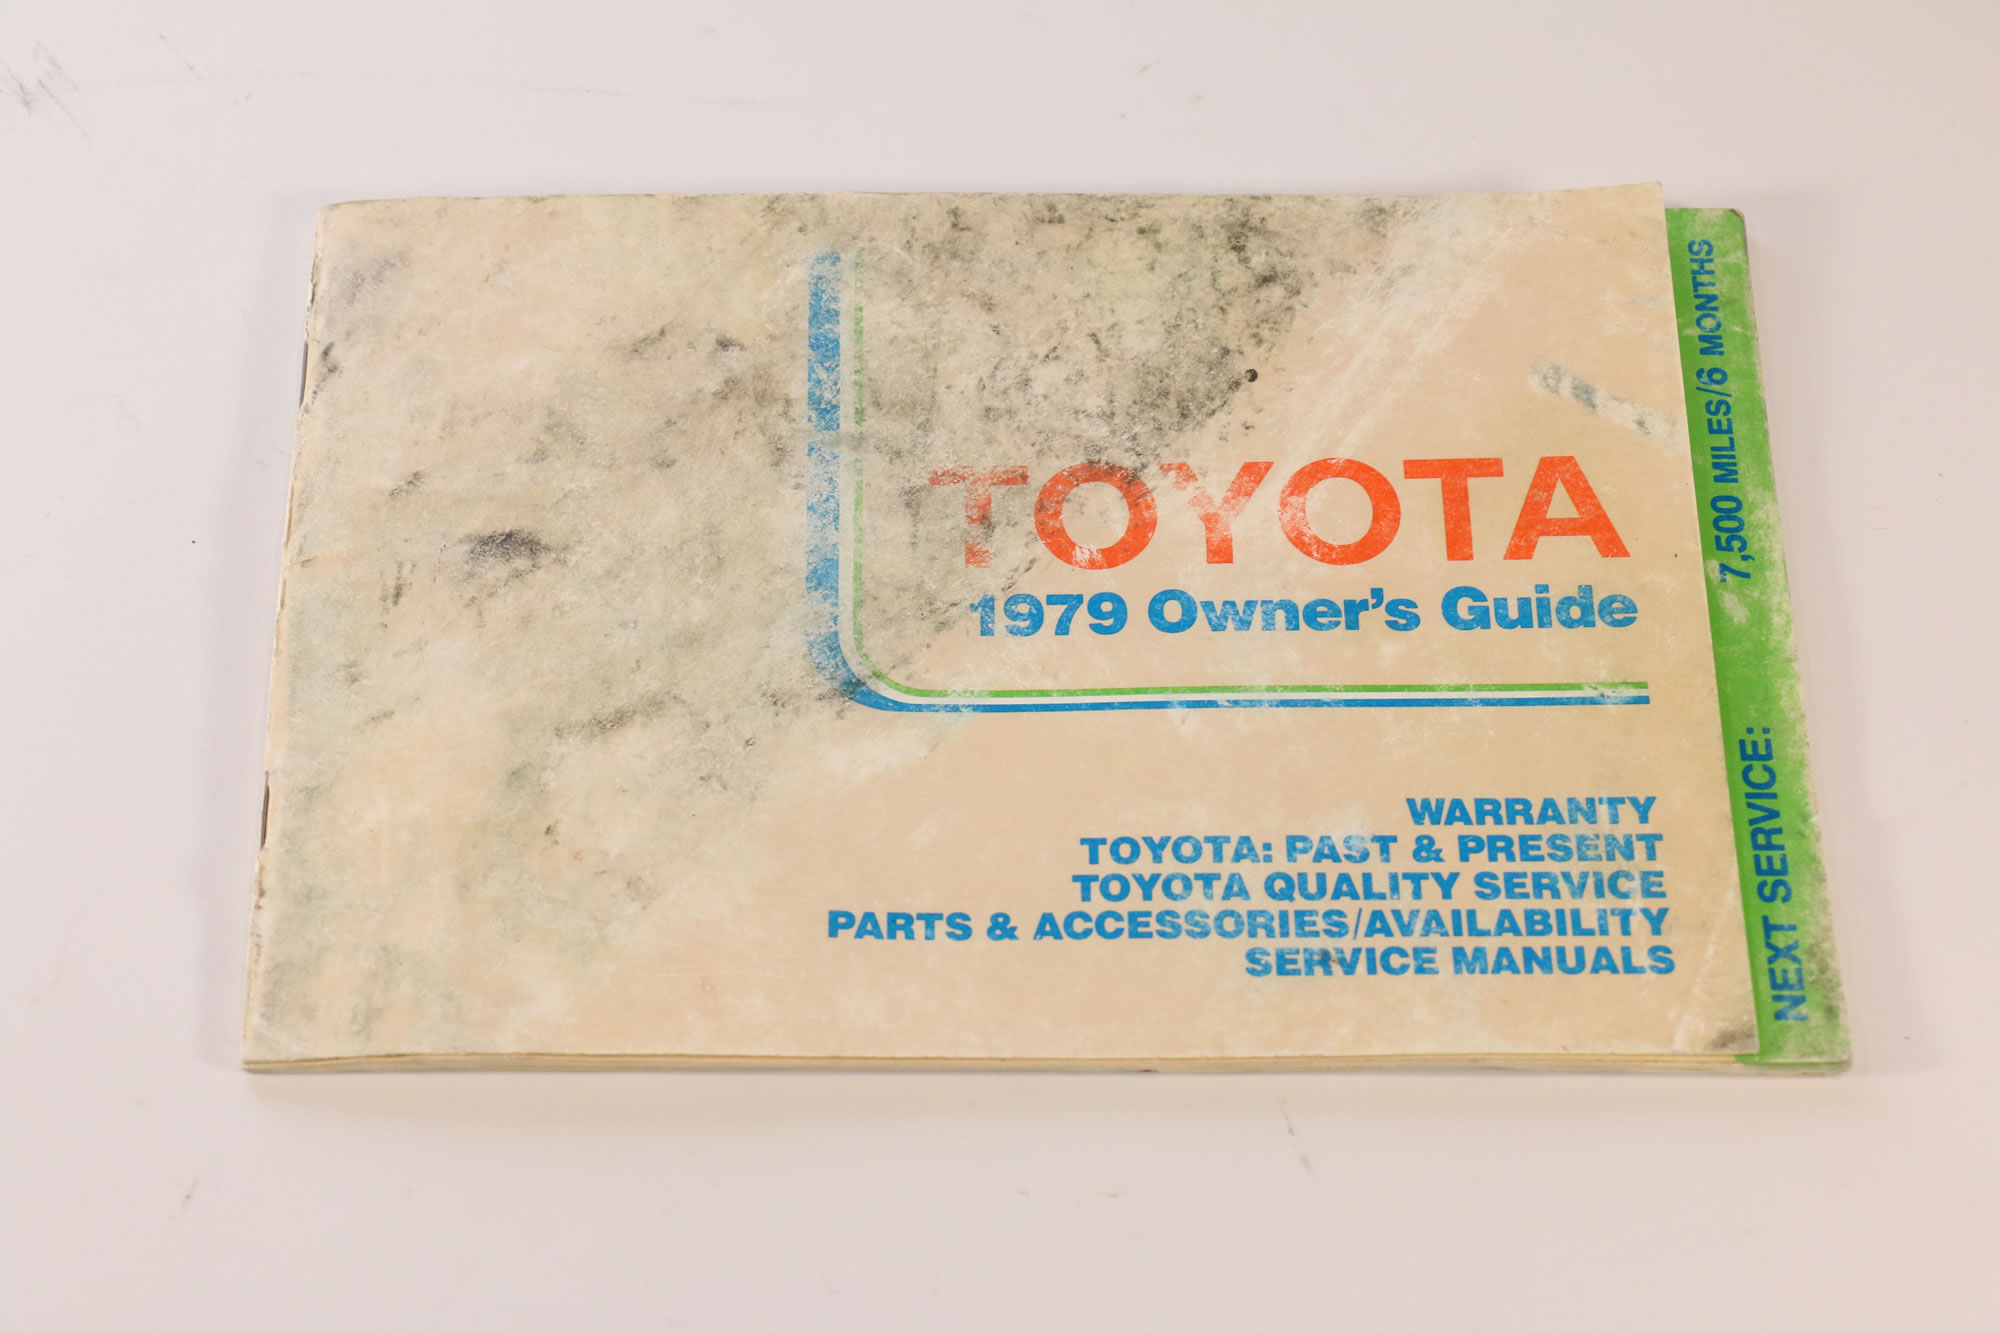 TOYOTA
1979 Owner's Guide
WARRANTY
TOYOTA: PAST & PRESENT
TOYOTA QUALITY SERVICE
PARTS & ACCESSORIES/AVAILABILITY
SERVICE MANUALS
NEXT SERVICE: 7,500 MILES/6 MONTHS